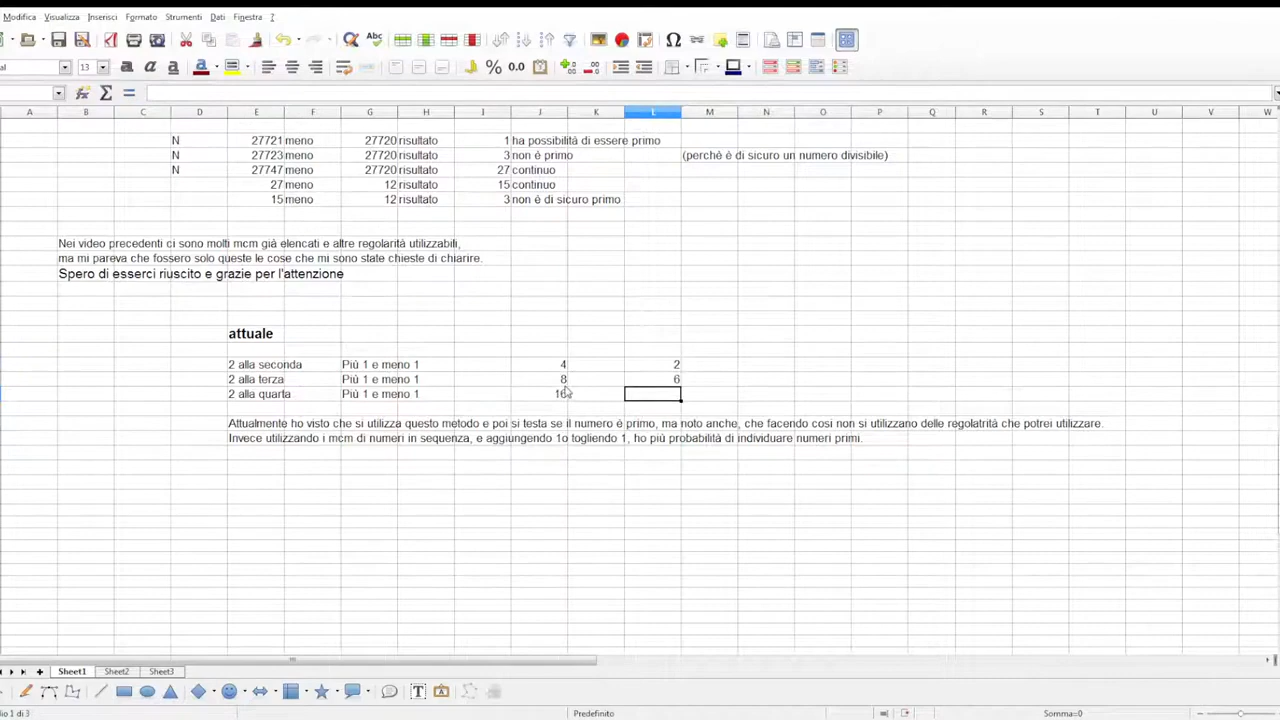 Modifica Visualizza Inserisci Formato Strumenti Dati Finestra ?
13
A B C D E F G H I J K L M N O P Q R S T U V W
N 27721 meno 27720 risultato 1 ha possibilità di essere primo
N 27723 meno 27720 risultato 3 non è primo (perchè è di sicuro un numero divisibile)
N 27747 meno 27720 risultato 27 continuo
27 meno 12 risultato 15 continuo
15 meno 12 risultato 3 non è di sicuro primo
Nei video precedenti ci sono molti mcm già elencati e altre regolarità utilizzabili,
ma mi pareva che fossero solo queste le cose che mi sono state chieste di chiarire.
Spero di esserci riuscito e grazie per l'attenzione
attuale
2 alla seconda Più 1 e meno 1 4 2
2 alla terza Più 1 e meno 1 8 6
2 alla quarta Più 1 e meno 1 16
Attualmente ho visto che si utilizza questo metodo e poi si testa se il numero è primo, ma noto anche, che facendo cosi non si utilizzano delle regolatrità che potrei utilizzare.
Invece utilizzando i mcm di numeri in sequenza, e aggiungendo 1o togliendo 1, ho più probabilità di individuare numeri primi.
Sheet1 Sheet2 Sheet3
Predefinito Somma=0